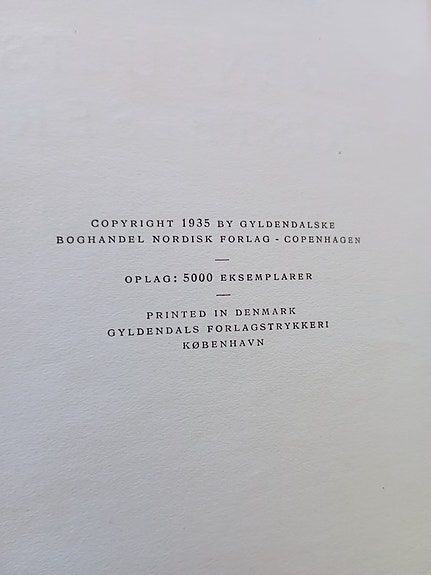 COPYRIGHT 1935 BY GYLDENDALSKE
BOGHANDEL NORDISK FORLAG - COPENHAGEN
OPLAG: 5000 EKSEMPLARER
PRINTED IN DENMARK
GYLDENDALS FORLAGSTRYKKERI
KØBENHAVN